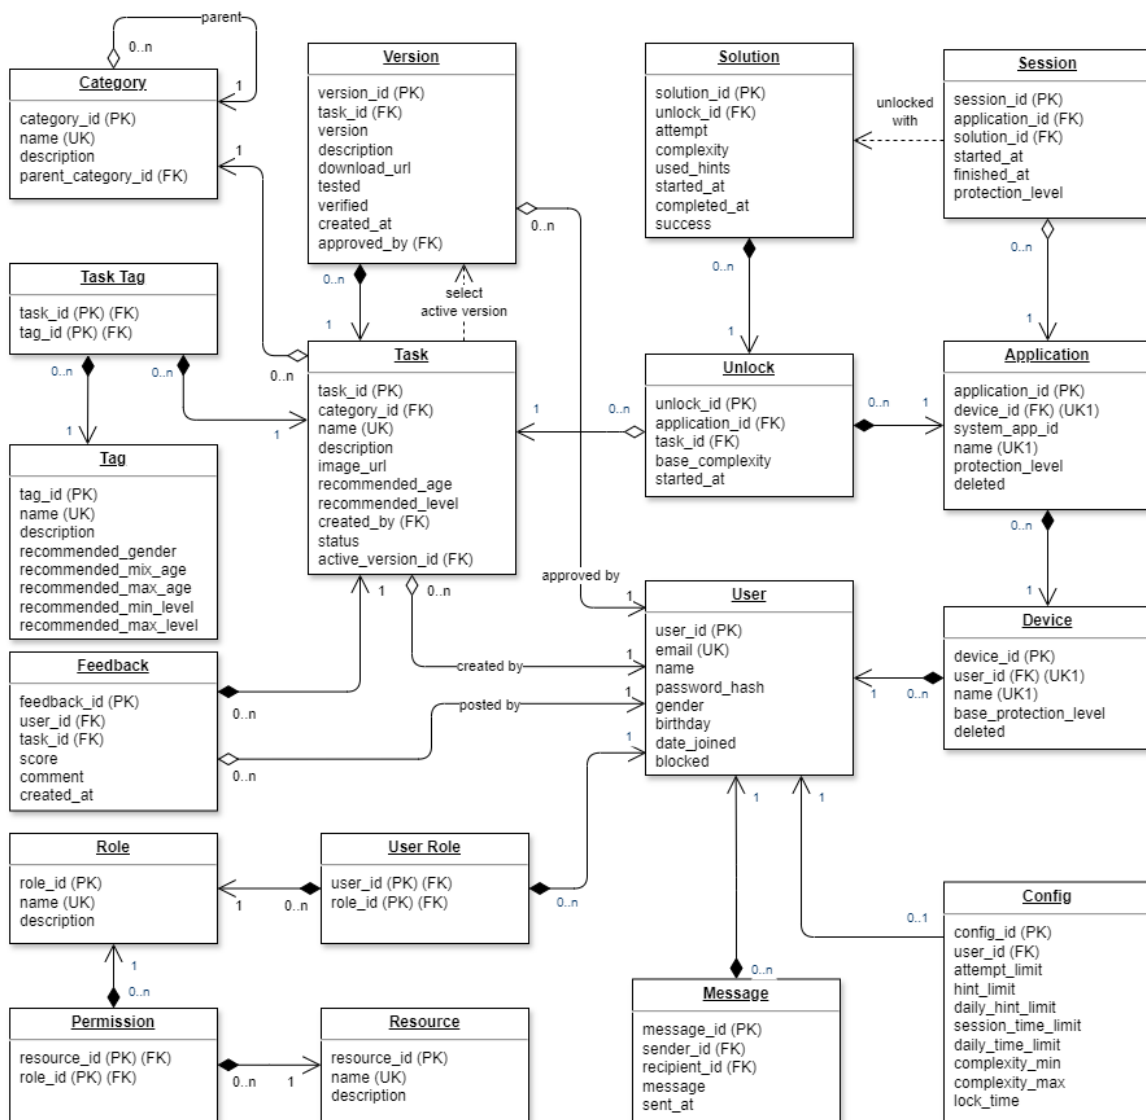 parent
0..n
1
Category
category_id (PK)
name (UK)
description
parent_category_id (FK)
1
Version
version_id (PK)
task_id (FK)
version
description
download_url
tested
verified
created_at
approved_by (FK)
0..n
0..n
1
select
active version
Solution
solution_id (PK)
unlock_id (FK)
attempt
complexity
used_hints
started_at
completed_at
success
0..n
1
unlocked
with
Session
session_id (PK)
application_id (FK)
solution_id (FK)
started_at
finished_at
protection_level
0..n
1
Task Tag
task_id (PK) (FK)
tag_id (PK) (FK)
0..n
0..n
1
1
0..n
Task
task_id (PK)
category_id (FK)
name (UK)
description
image_url
recommended_age
recommended_level
created_by (FK)
status
active_version_id (FK)
1
0..n
1
0..n
Unlock
unlock_id (PK)
application_id (FK)
task_id (FK)
base_complexity
started_at
0..n
1
Application
application_id (PK)
device_id (FK) (UK1)
system_app_id
name (UK1)
protection_level
deleted
0..n
1
Tag
tag_id (PK)
name (UK)
description
recommended_gender
recommended_mix_age
recommended_max_age
recommended_min_level
recommended_max_level
approved by
1
created by
1
posted by
1
1
User
user_id (PK)
email (UK)
name
password_hash
gender
birthday
date_joined
blocked
1
0..n
Device
device_id (PK)
user_id (FK) (UK1)
name (UK1)
base_protection_level
deleted
Feedback
feedback_id (PK)
user_id (FK)
task_id (FK)
score
comment
created_at
0..n
0..n
1
1
Role
role_id (PK)
name (UK)
description
1
0..n
User Role
user_id (PK) (FK)
role_id (PK) (FK)
0..n
1
0..n
Permission
resource_id (PK) (FK)
role_id (PK) (FK)
0..n
1
Resource
resource_id (PK)
name (UK)
description
0..n
Message
message_id (PK)
sender_id (FK)
recipient_id (FK)
message
sent_at
0..1
Config
config_id (PK)
user_id (FK)
attempt_limit
hint_limit
daily_hint_limit
session_time_limit
daily_time_limit
complexity_min
complexity_max
lock_time